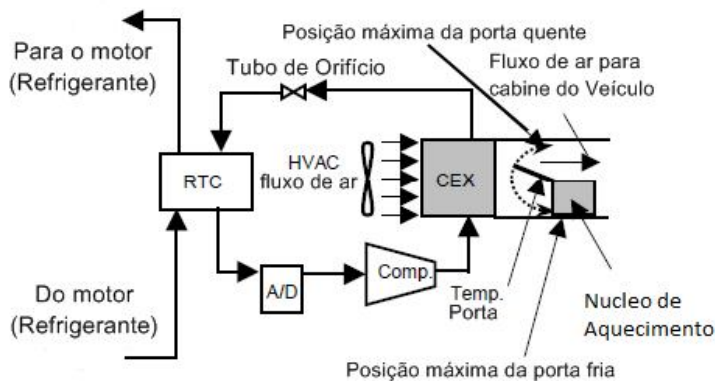 Posição máxima da porta quente
Para o motor
(Refrigerante)
Tubo de Orifício
Fluxo de ar para
cabine do Veículo
HVAC
fluxo de ar
RTC
CEX
A/D
Comp.
Temp.
Porta
Do motor
(Refrigerante)
Nucleo de
Aquecimento
Posição máxima da porta fria